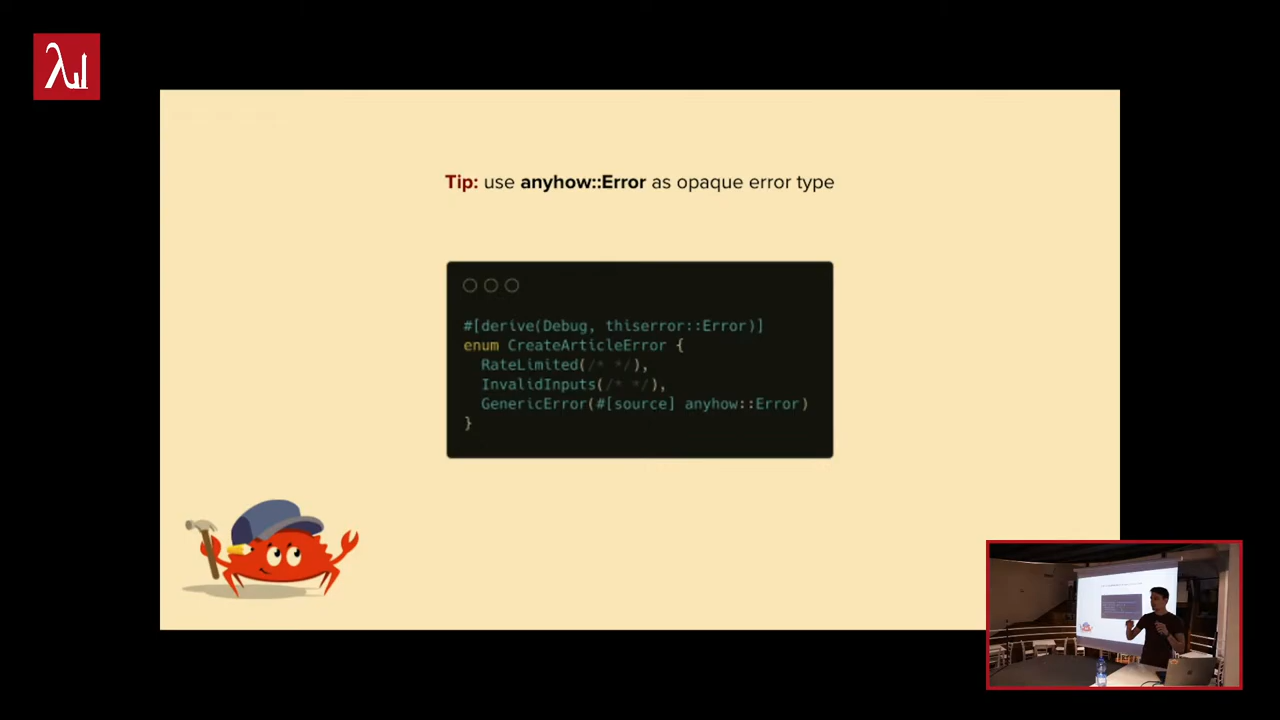 λ
Tip: use anyhow::Error as opaque error type
#[derive(Debug, thiserror::Error)]
enum CreateArticleError {
  RateLimited(/* */),
  InvalidInputs(/* */),
  GenericError(#[source] anyhow::Error)
}